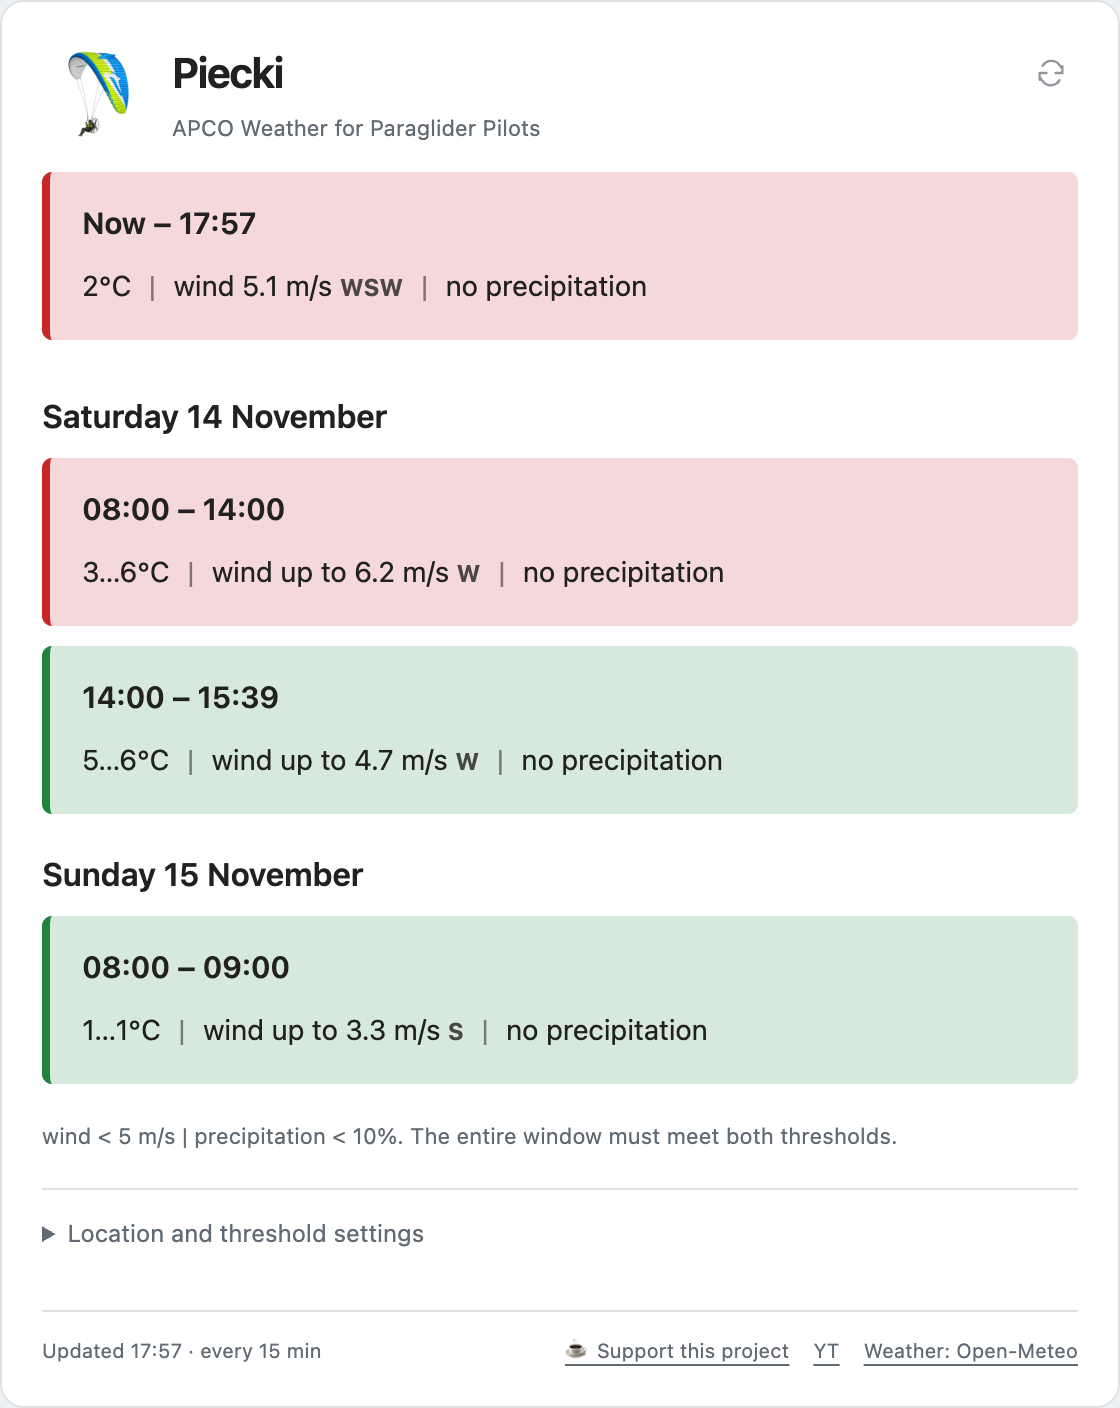 Piecki
APCO Weather for Paraglider Pilots
Now – 17:57
2°C | wind 5.1 m/s WSW | no precipitation
Saturday 14 November
08:00 – 14:00
3…6°C | wind up to 6.2 m/s W | no precipitation
14:00 – 15:39
5…6°C | wind up to 4.7 m/s W | no precipitation
Sunday 15 November
08:00 – 09:00
1…1°C | wind up to 3.3 m/s S | no precipitation
wind < 5 m/s | precipitation < 10%. The entire window must meet both thresholds.
Location and threshold settings
Updated 17:57 · every 15 min
☕ Support this project YT Weather: Open-Meteo